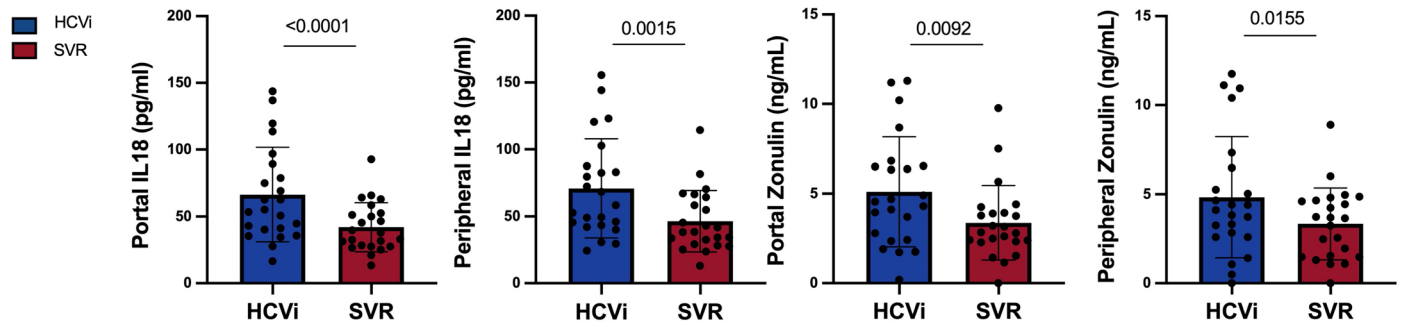 HCVi
SVR
Portal IL18 (pg/ml)
200
150
100
50
0
<0.0001
HCVi SVR
Peripheral IL18 (pg/ml)
200
150
100
50
0
0.0015
HCVi SVR
Portal Zonulin (ng/mL)
15
10
5
0
0.0092
HCVi SVR
Peripheral Zonulin (ng/mL)
15
10
5
0
0.0155
HCVi SVR